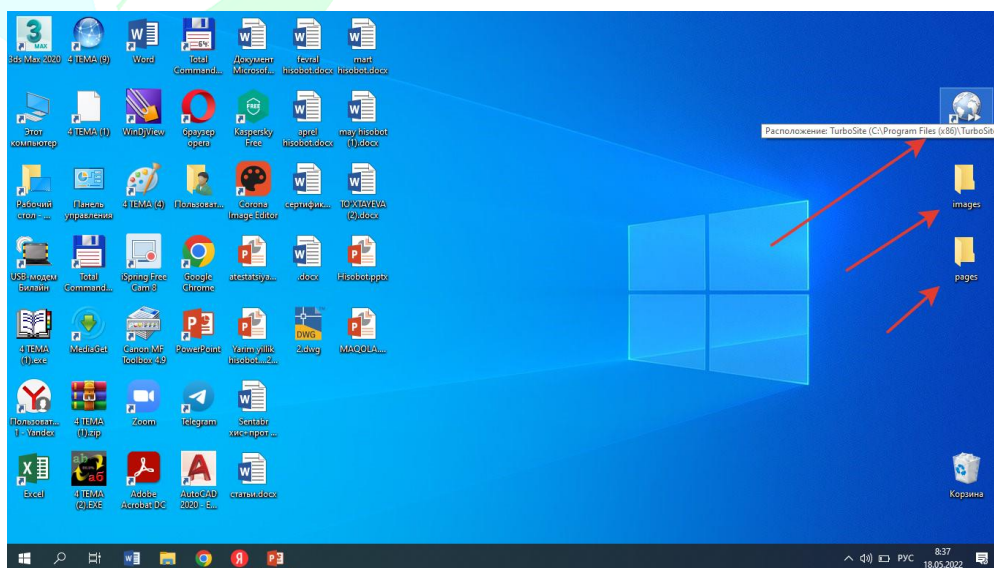 3ds Max 2020
4 TEMA (9)
Word
Total
Command...
Документ
Microsof...
fevral
hisobot.docx
mart
hisobot.docx
Этот
компьютер
4 TEMA (1)
WinDjView
браузер
opera
Kaspersky
Free
aprel
hisobot.docx
may hisobot
(1).docx
Расположение: TurboSite (C:\Program Files (x86)\TurboSite
Рабочий
стол - ...
Панель
управления
4 TEMA (4)
Пользоват...
Corona
Image Editor
сертифик...
TO'XTAYEVA
(2).docx
images
USB-модем
Билайн
Total
Command...
iSpring Free
Cam 8
Google
Chrome
atestatsiya...
.docx
Hisobot.pptx
pages
4 TEMA
(1).exe
MediaGet
Canon MF
Toolbox 4.9
PowerPoint
Yarim yillik
hisobot...2...
DWG
2.dwg
MAQOLA....
Пользоват...
1 - Yandex
4 TEMA
(1).zip
Zoom
Telegram
Sentabr
хис-прот ...
Excel
4 TEMA
(2).EXE
Adobe
Acrobat DC
AutoCAD
2020 - E...
статьи.docx
Корзина
РУС
8:37
18.05.2022